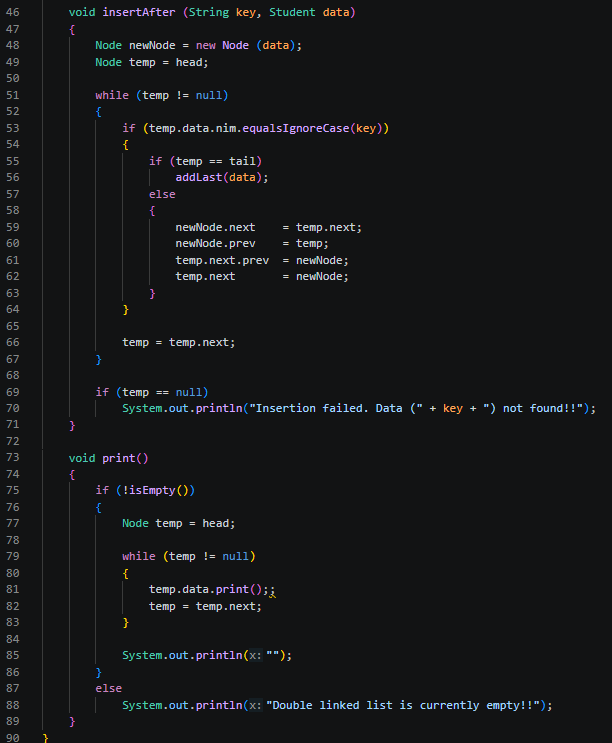 46 void insertAfter (String key, Student data)
47 {
48 Node newNode = new Node (data);
49 Node temp = head;
50
51 while (temp != null)
52 {
53 if (temp.data.nim.equalsIgnoreCase(key))
54 {
55 if (temp == tail)
56 addLast(data);
57 else
58 {
59 newNode.next    = temp.next;
60 newNode.prev    = temp;
61 temp.next.prev  = newNode;
62 temp.next       = newNode;
63 }
64 }
65
66 temp = temp.next;
67 }
68
69 if (temp == null)
70 System.out.println("Insertion failed. Data (" + key + ") not found!!");
71 }
72
73 void print()
74 {
75 if (!isEmpty())
76 {
77 Node temp = head;
78
79 while (temp != null)
80 {
81 temp.data.print();;
82 temp = temp.next;
83 }
84
85 System.out.println(x: "");
86 }
87 else
88 System.out.println(x: "Double linked list is currently empty!!");
89 }
90 }